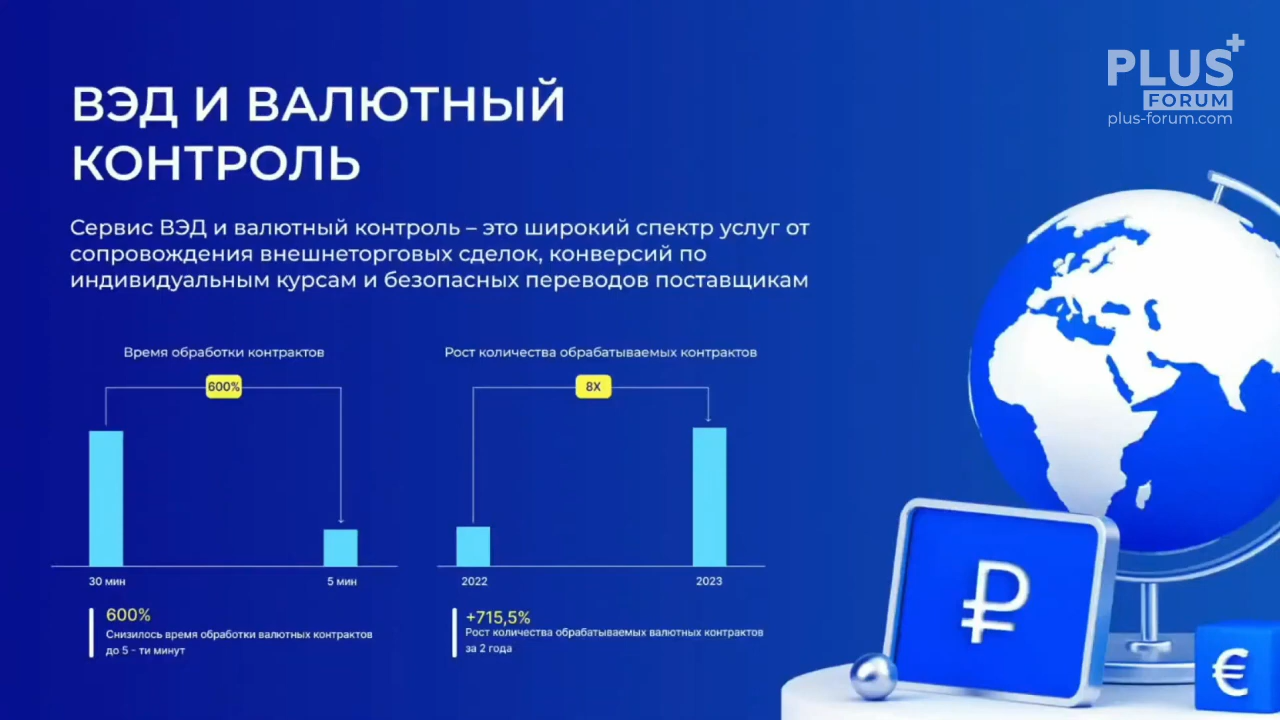 PLUS+
FORUM
plus-forum.com
ВЭД И ВАЛЮТНЫЙ
КОНТРОЛЬ
Сервис ВЭД и валютный контроль – это широкий спектр услуг от
сопровождения внешнеторговых сделок, конверсий по
индивидуальным курсам и безопасных переводов поставщикам
Время обработки контрактов
600%
30 мин
5 мин
600%
Снизилось время обработки валютных контрактов
до 5 - ти минут
Рост количества обрабатываемых контрактов
8X
2022
2023
+715,5%
Рост количества обрабатываемых валютных контрактов
за 2 года
₽
€